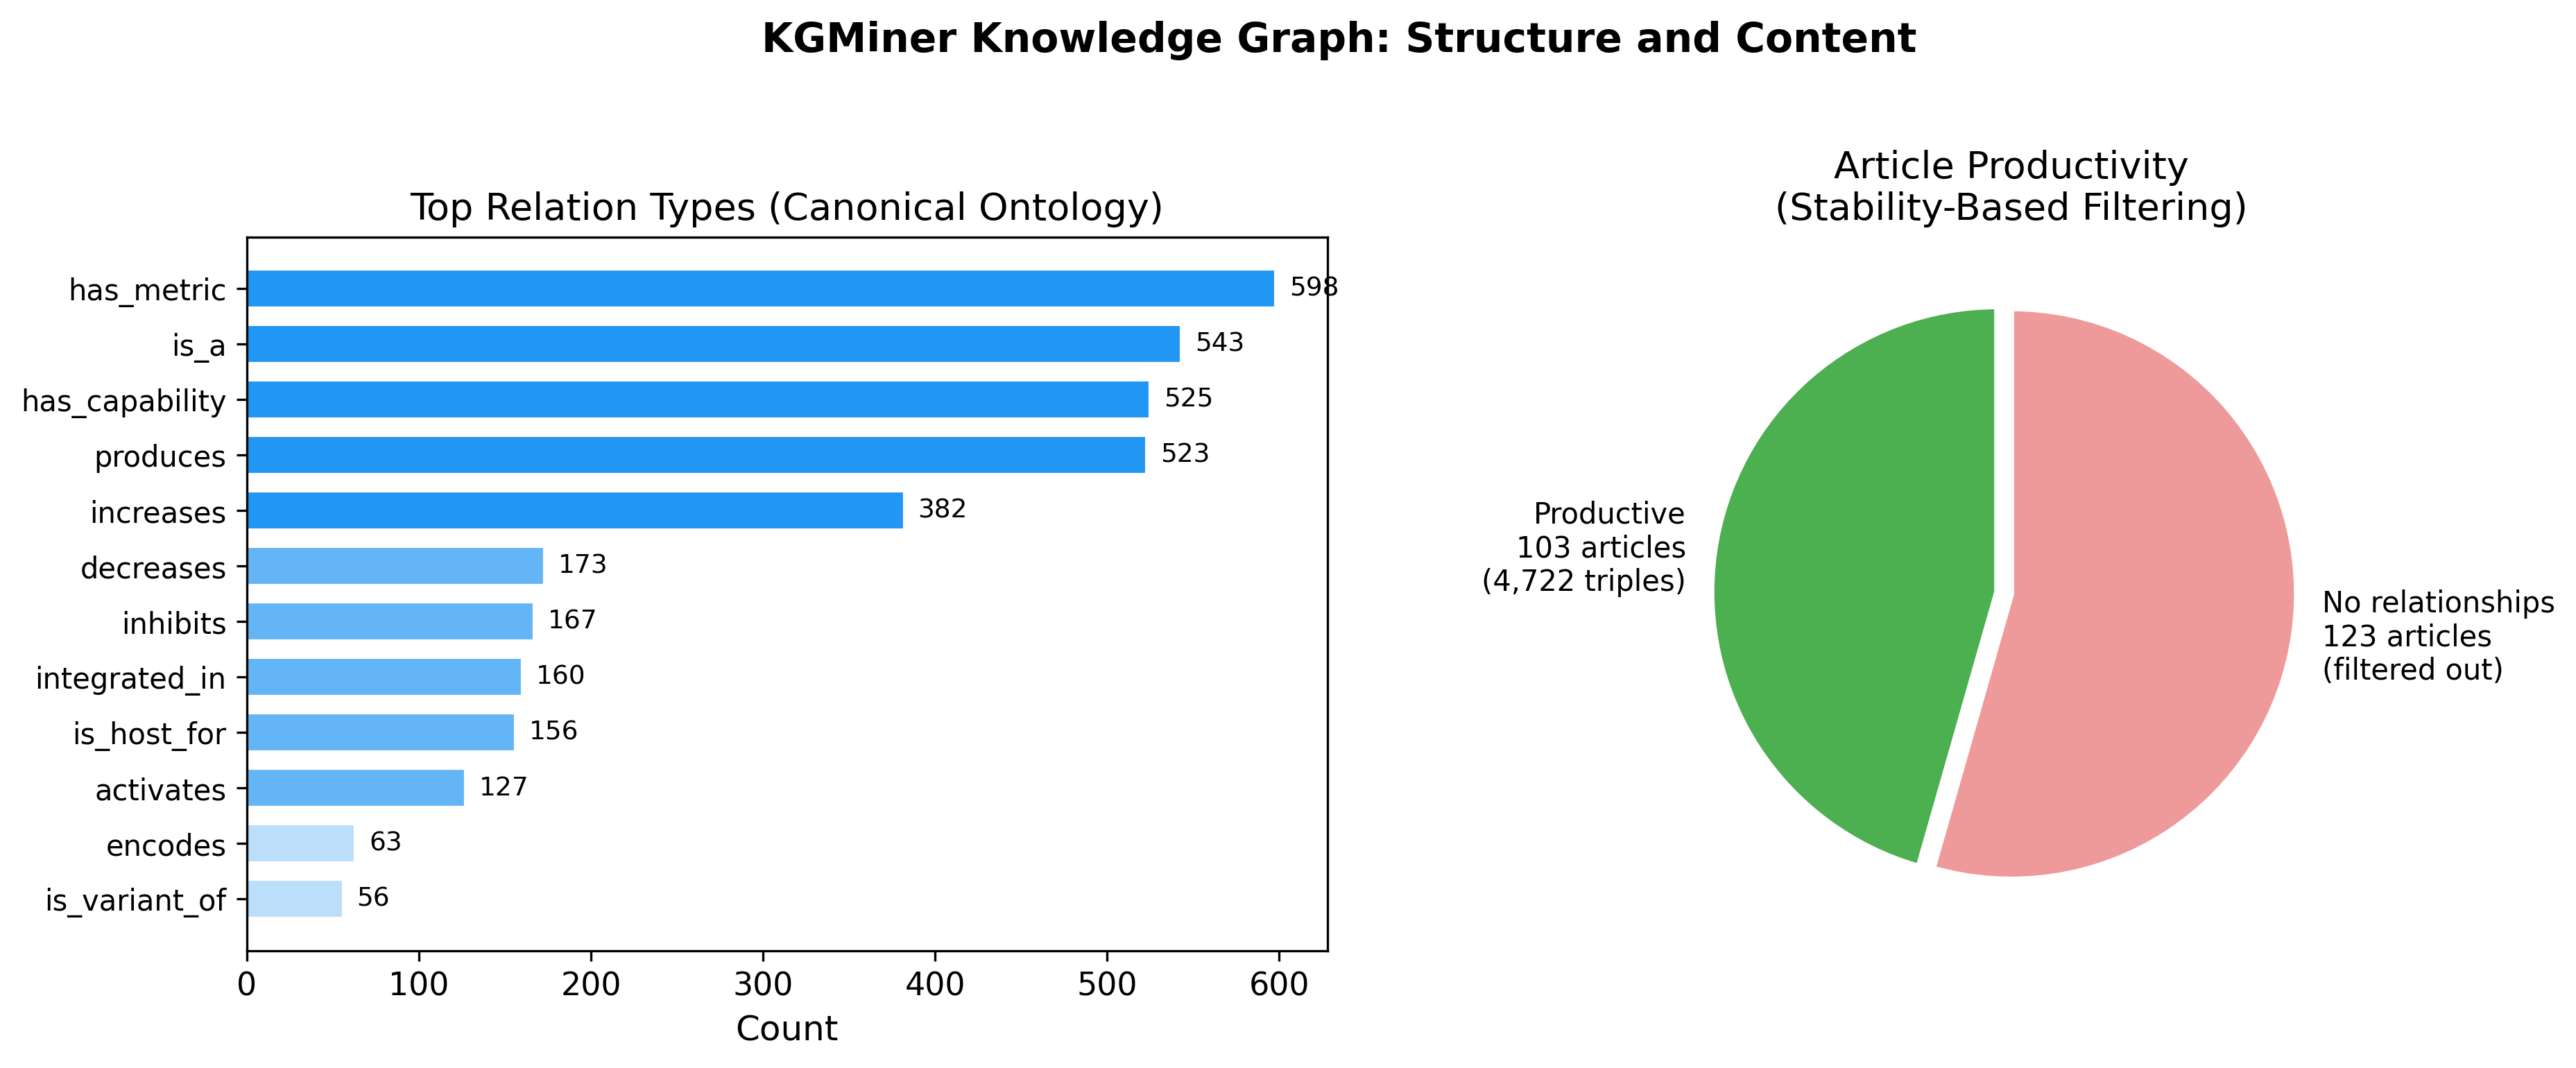 KGMiner Knowledge Graph: Structure and Content
Top Relation Types (Canonical Ontology)
has_metric 598
is_a 543
has_capability 525
produces 523
increases 382
decreases 173
inhibits 167
integrated_in 160
is_host_for 156
activates 127
encodes 63
is_variant_of 56
0 100 200 300 400 500 600
Count
Article Productivity
(Stability-Based Filtering)
Productive
103 articles
(4,722 triples)
No relationships
123 articles
(filtered out)